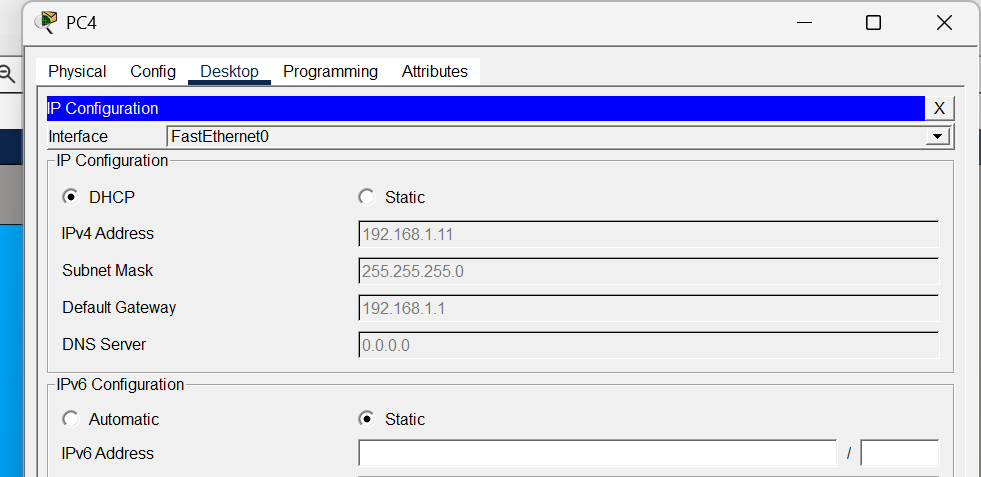 PC4
Physical Config Desktop Programming Attributes
IP Configuration X
Interface FastEthernet0
IP Configuration
DHCP Static
IPv4 Address 192.168.1.11
Subnet Mask 255.255.255.0
Default Gateway 192.168.1.1
DNS Server 0.0.0.0
IPv6 Configuration
Automatic Static
IPv6 Address /